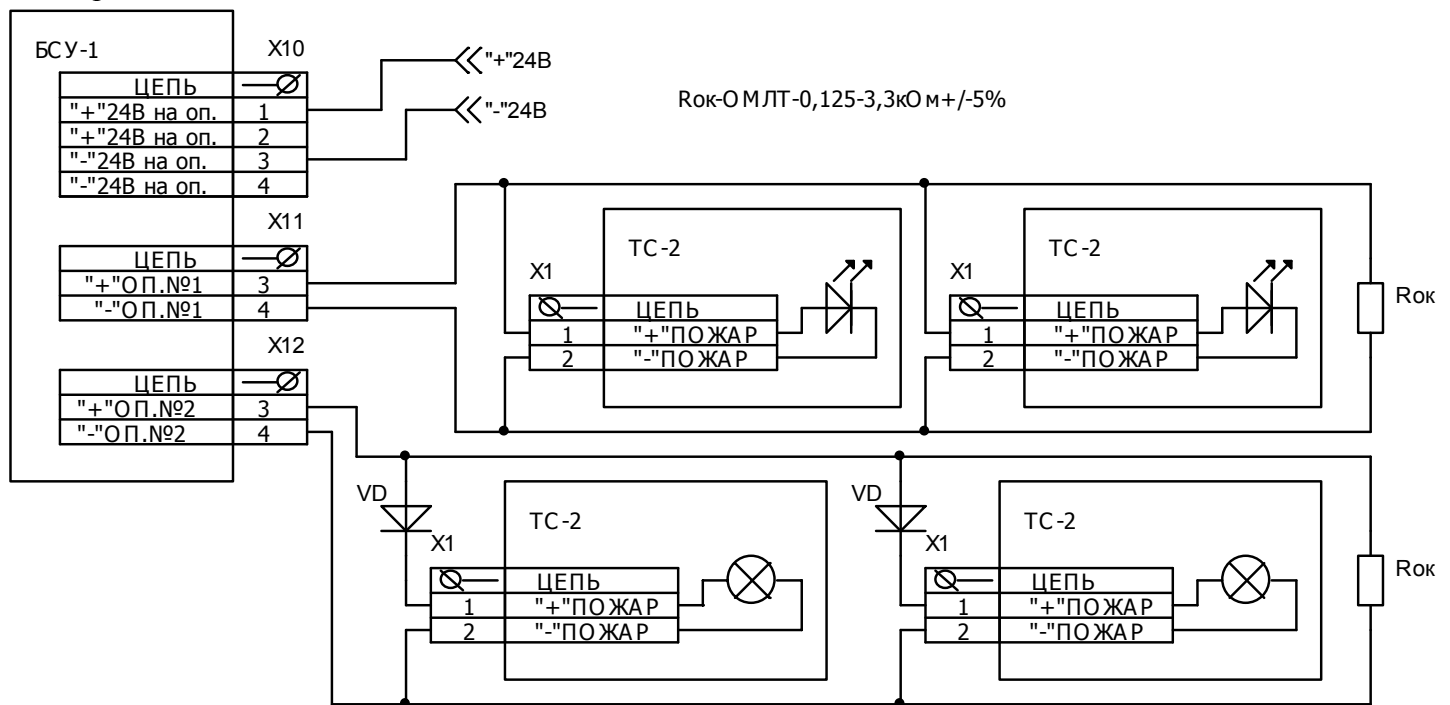 БСУ-1
X10
ЦЕПЬ
"+"24В на оп. 1
"+"24В на оп. 2
"-"24В на оп. 3
"-"24В на оп. 4
"+"24В
"-"24В
Rок-ОМЛТ-0,125-3,3кОм+/-5%
X11
ЦЕПЬ
"+"ОП.№1 3
"-"ОП.№1 4
X12
ЦЕПЬ
"+"ОП.№2 3
"-"ОП.№2 4
ТС-2
X1
ЦЕПЬ
1 "+"ПОЖАР
2 "-"ПОЖАР
ТС-2
X1
ЦЕПЬ
1 "+"ПОЖАР
2 "-"ПОЖАР
Rок
VD
ТС-2
X1
ЦЕПЬ
1 "+"ПОЖАР
2 "-"ПОЖАР
VD
ТС-2
X1
ЦЕПЬ
1 "+"ПОЖАР
2 "-"ПОЖАР
Rок